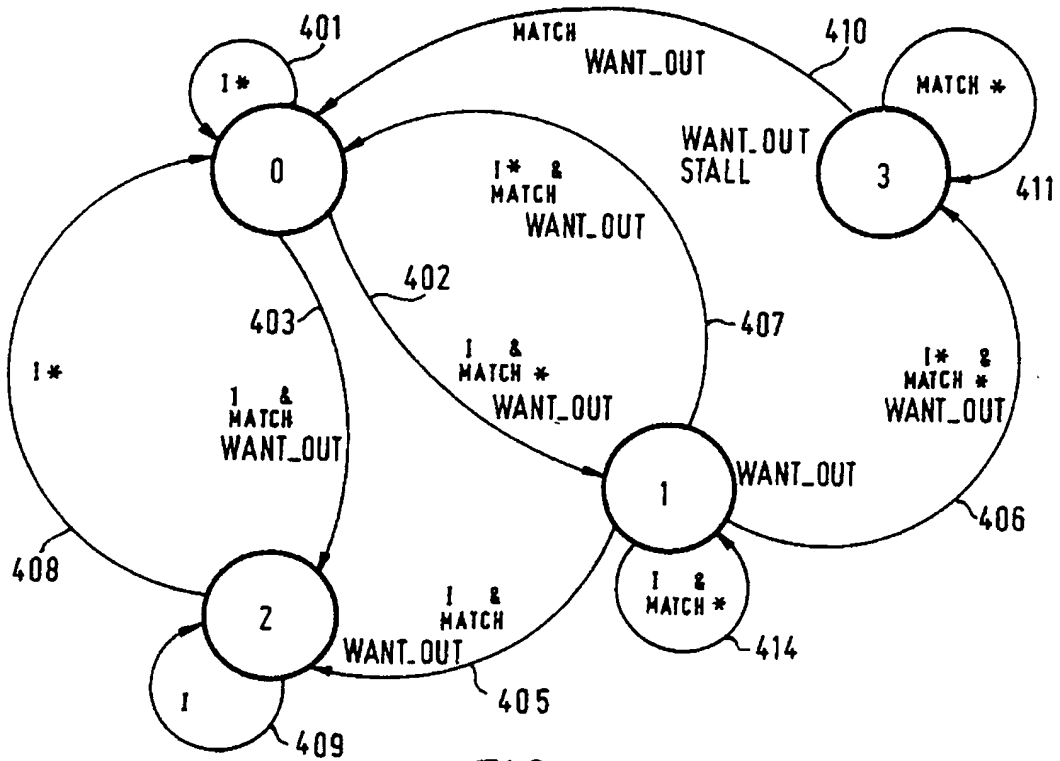 401
I *
0
MATCH
WANT_OUT
410
MATCH *
3
WANT_OUT
STALL
411
I* &
MATCH
WANT_OUT
402
403
407
I *
I &
MATCH *
WANT_OUT
1 &
MATCH
WANT_OUT
I* &
MATCH *
WANT_OUT
1
WANT_OUT
406
408
2
I &
MATCH
WANT_OUT
I &
MATCH *
414
405
I
409